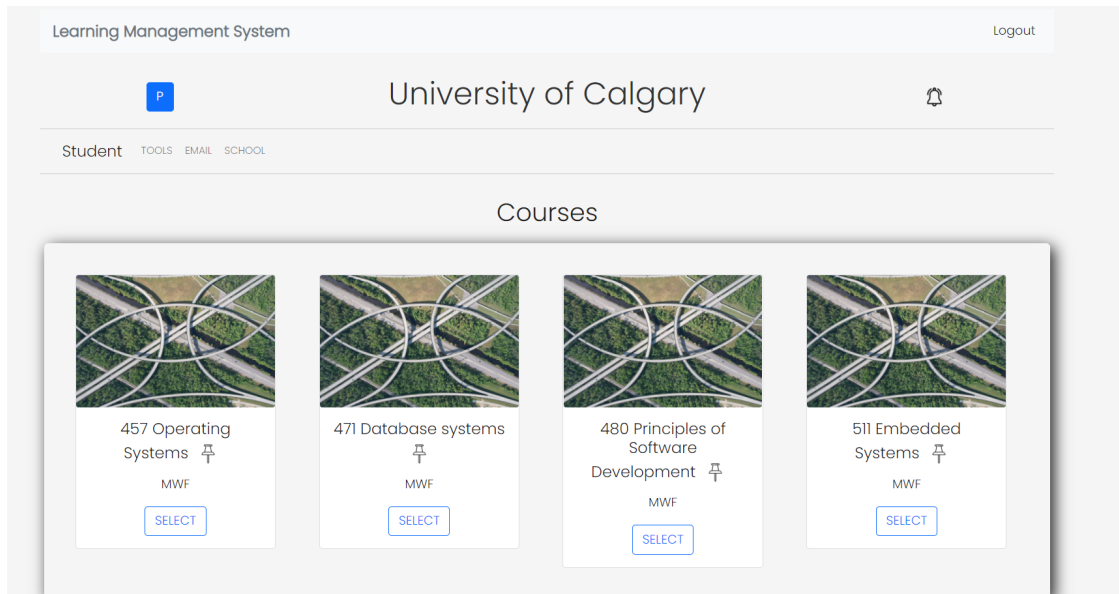 Learning Management System Logout
P University of Calgary
Student TOOLS EMAIL SCHOOL
Courses
457 Operating
Systems
MWF
SELECT
471 Database systems
MWF
SELECT
480 Principles of
Software
Development
MWF
SELECT
511 Embedded
Systems
MWF
SELECT